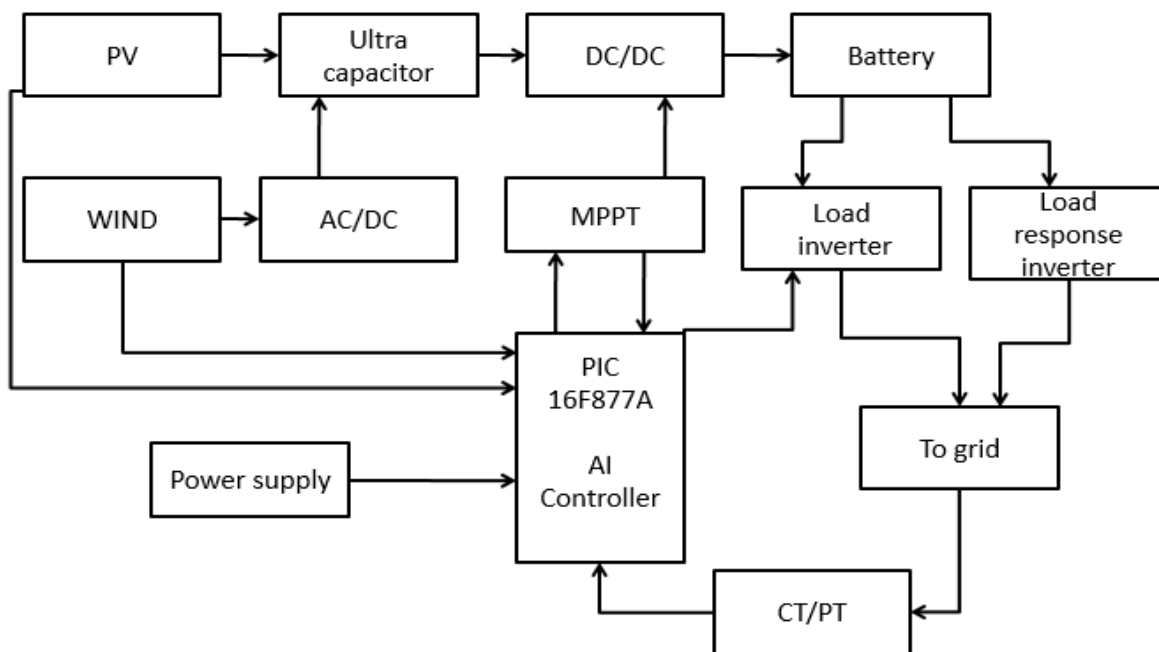 PV
Ultra
capacitor
DC/DC
Battery
WIND
AC/DC
MPPT
Load
inverter
Load
response
inverter
PIC
16F877A
AI
Controller
To grid
Power supply
CT/PT